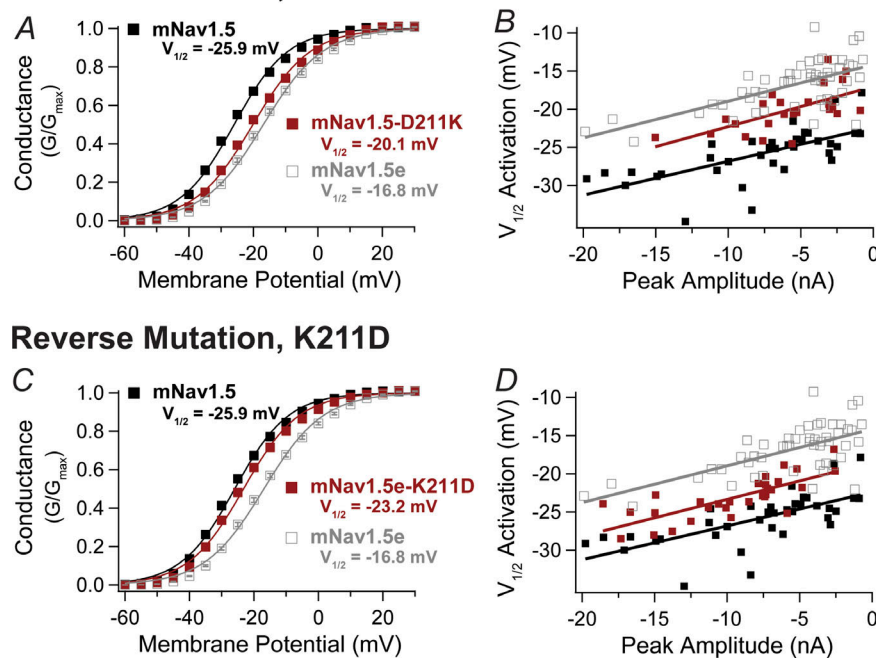 A
mNav1.5
V1/2 = -25.9 mV
mNav1.5-D211K
V1/2 = -20.1 mV
mNav1.5e
V1/2 = -16.8 mV
Conductance
(G/Gmax)
1.0
0.8
0.6
0.4
0.2
0.0
-60 -40 -20 0 20
Membrane Potential (mV)
B
V1/2 Activation (mV)
-10
-15
-20
-25
-30
-20 -15 -10 -5 0
Peak Amplitude (nA)
Reverse Mutation, K211D
C
mNav1.5
V1/2 = -25.9 mV
mNav1.5e-K211D
V1/2 = -23.2 mV
mNav1.5e
V1/2 = -16.8 mV
Conductance
(G/Gmax)
1.0
0.8
0.6
0.4
0.2
0.0
-60 -40 -20 0 20
Membrane Potential (mV)
D
V1/2 Activation (mV)
-10
-15
-20
-25
-30
-20 -15 -10 -5 0
Peak Amplitude (nA)